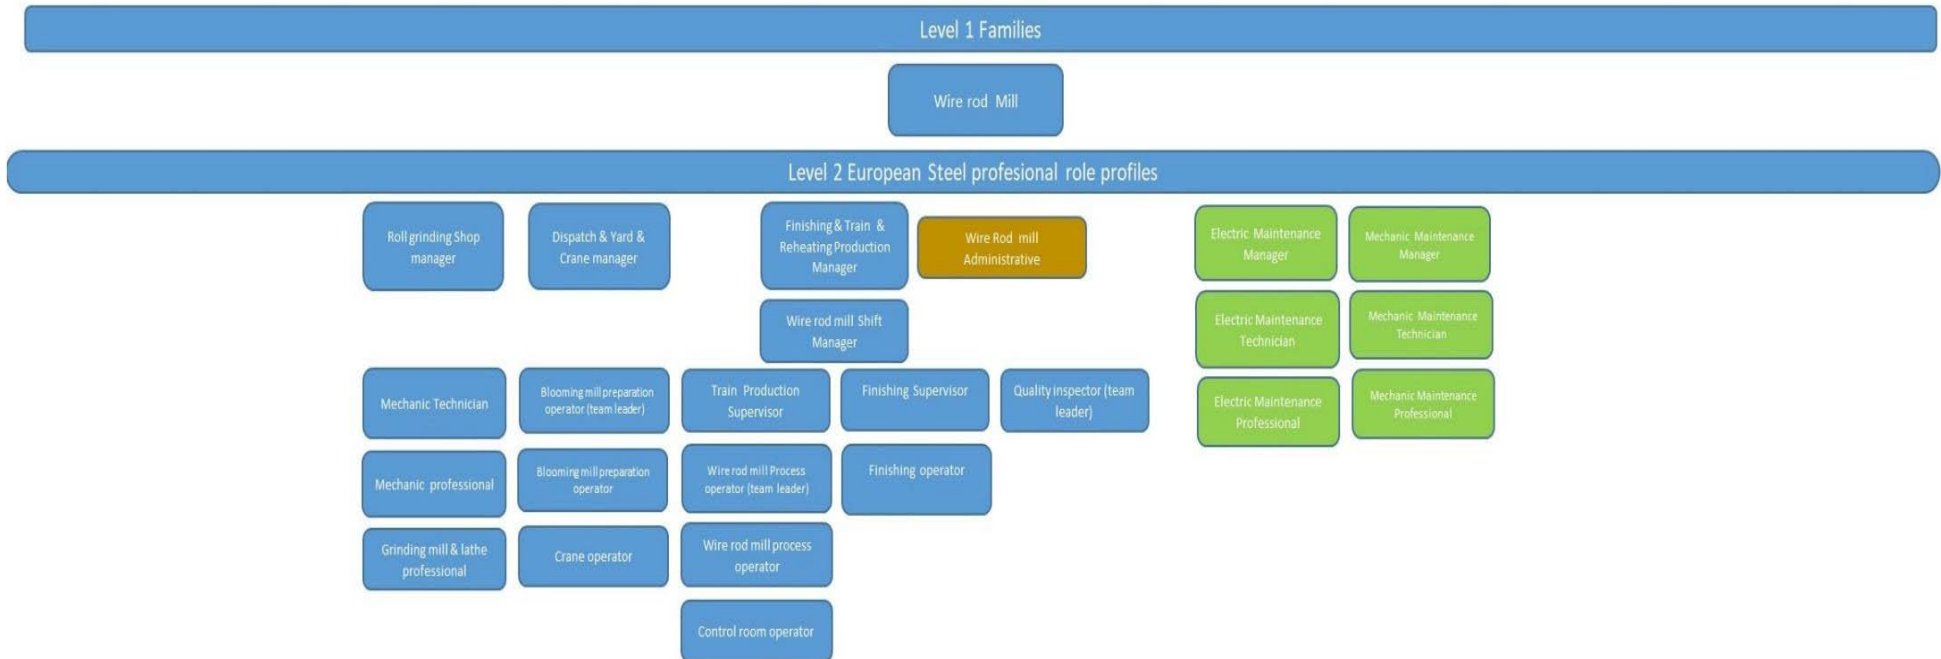 Level 1 Families
Wire rod Mill
Level 2 European Steel profesional role profiles
Roll grinding Shop
manager
Dispatch & Yard &
Crane manager
Finishing & Train &
Reheating Production
Manager
Wire Rod mill
Administrative
Electric Maintenance
Manager
Mechanic Maintenance
Manager
Wire rod mill Shift
Manager
Electric Maintenance
Technician
Mechanic Maintenance
Technician
Mechanic Technician
Blooming mill preparation
operator (team leader)
Train Production
Supervisor
Finishing Supervisor
Quality inspector (team
leader)
Electric Maintenance
Professional
Mechanic Maintenance
Professional
Mechanic professional
Blooming mill preparation
operator
Wire rod mill Process
operator (team leader)
Finishing operator
Grinding mill & lathe
professional
Crane operator
Wire rod mill process
operator
Control room operator